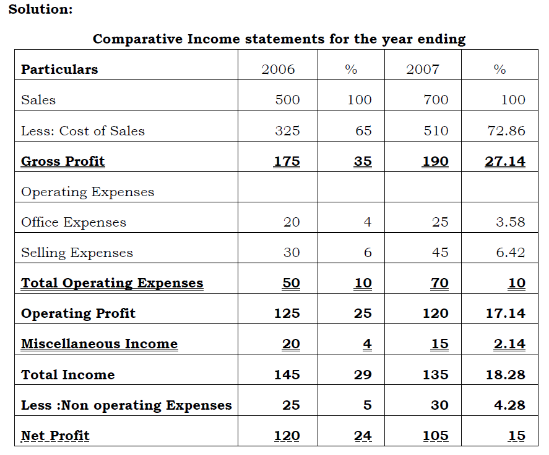 Solution:
Comparative Income statements for the year ending
Particulars 2006 % 2007 %
Sales 500 100 700 100
Less: Cost of Sales 325 65 510 72.86
Gross Profit 175 35 190 27.14
Operating Expenses
Office Expenses 20 4 25 3.58
Selling Expenses 30 6 45 6.42
Total Operating Expenses 50 10 70 10
Operating Profit 125 25 120 17.14
Miscellaneous Income 20 4 15 2.14
Total Income 145 29 135 18.28
Less :Non operating Expenses 25 5 30 4.28
Net Profit 120 24 105 15